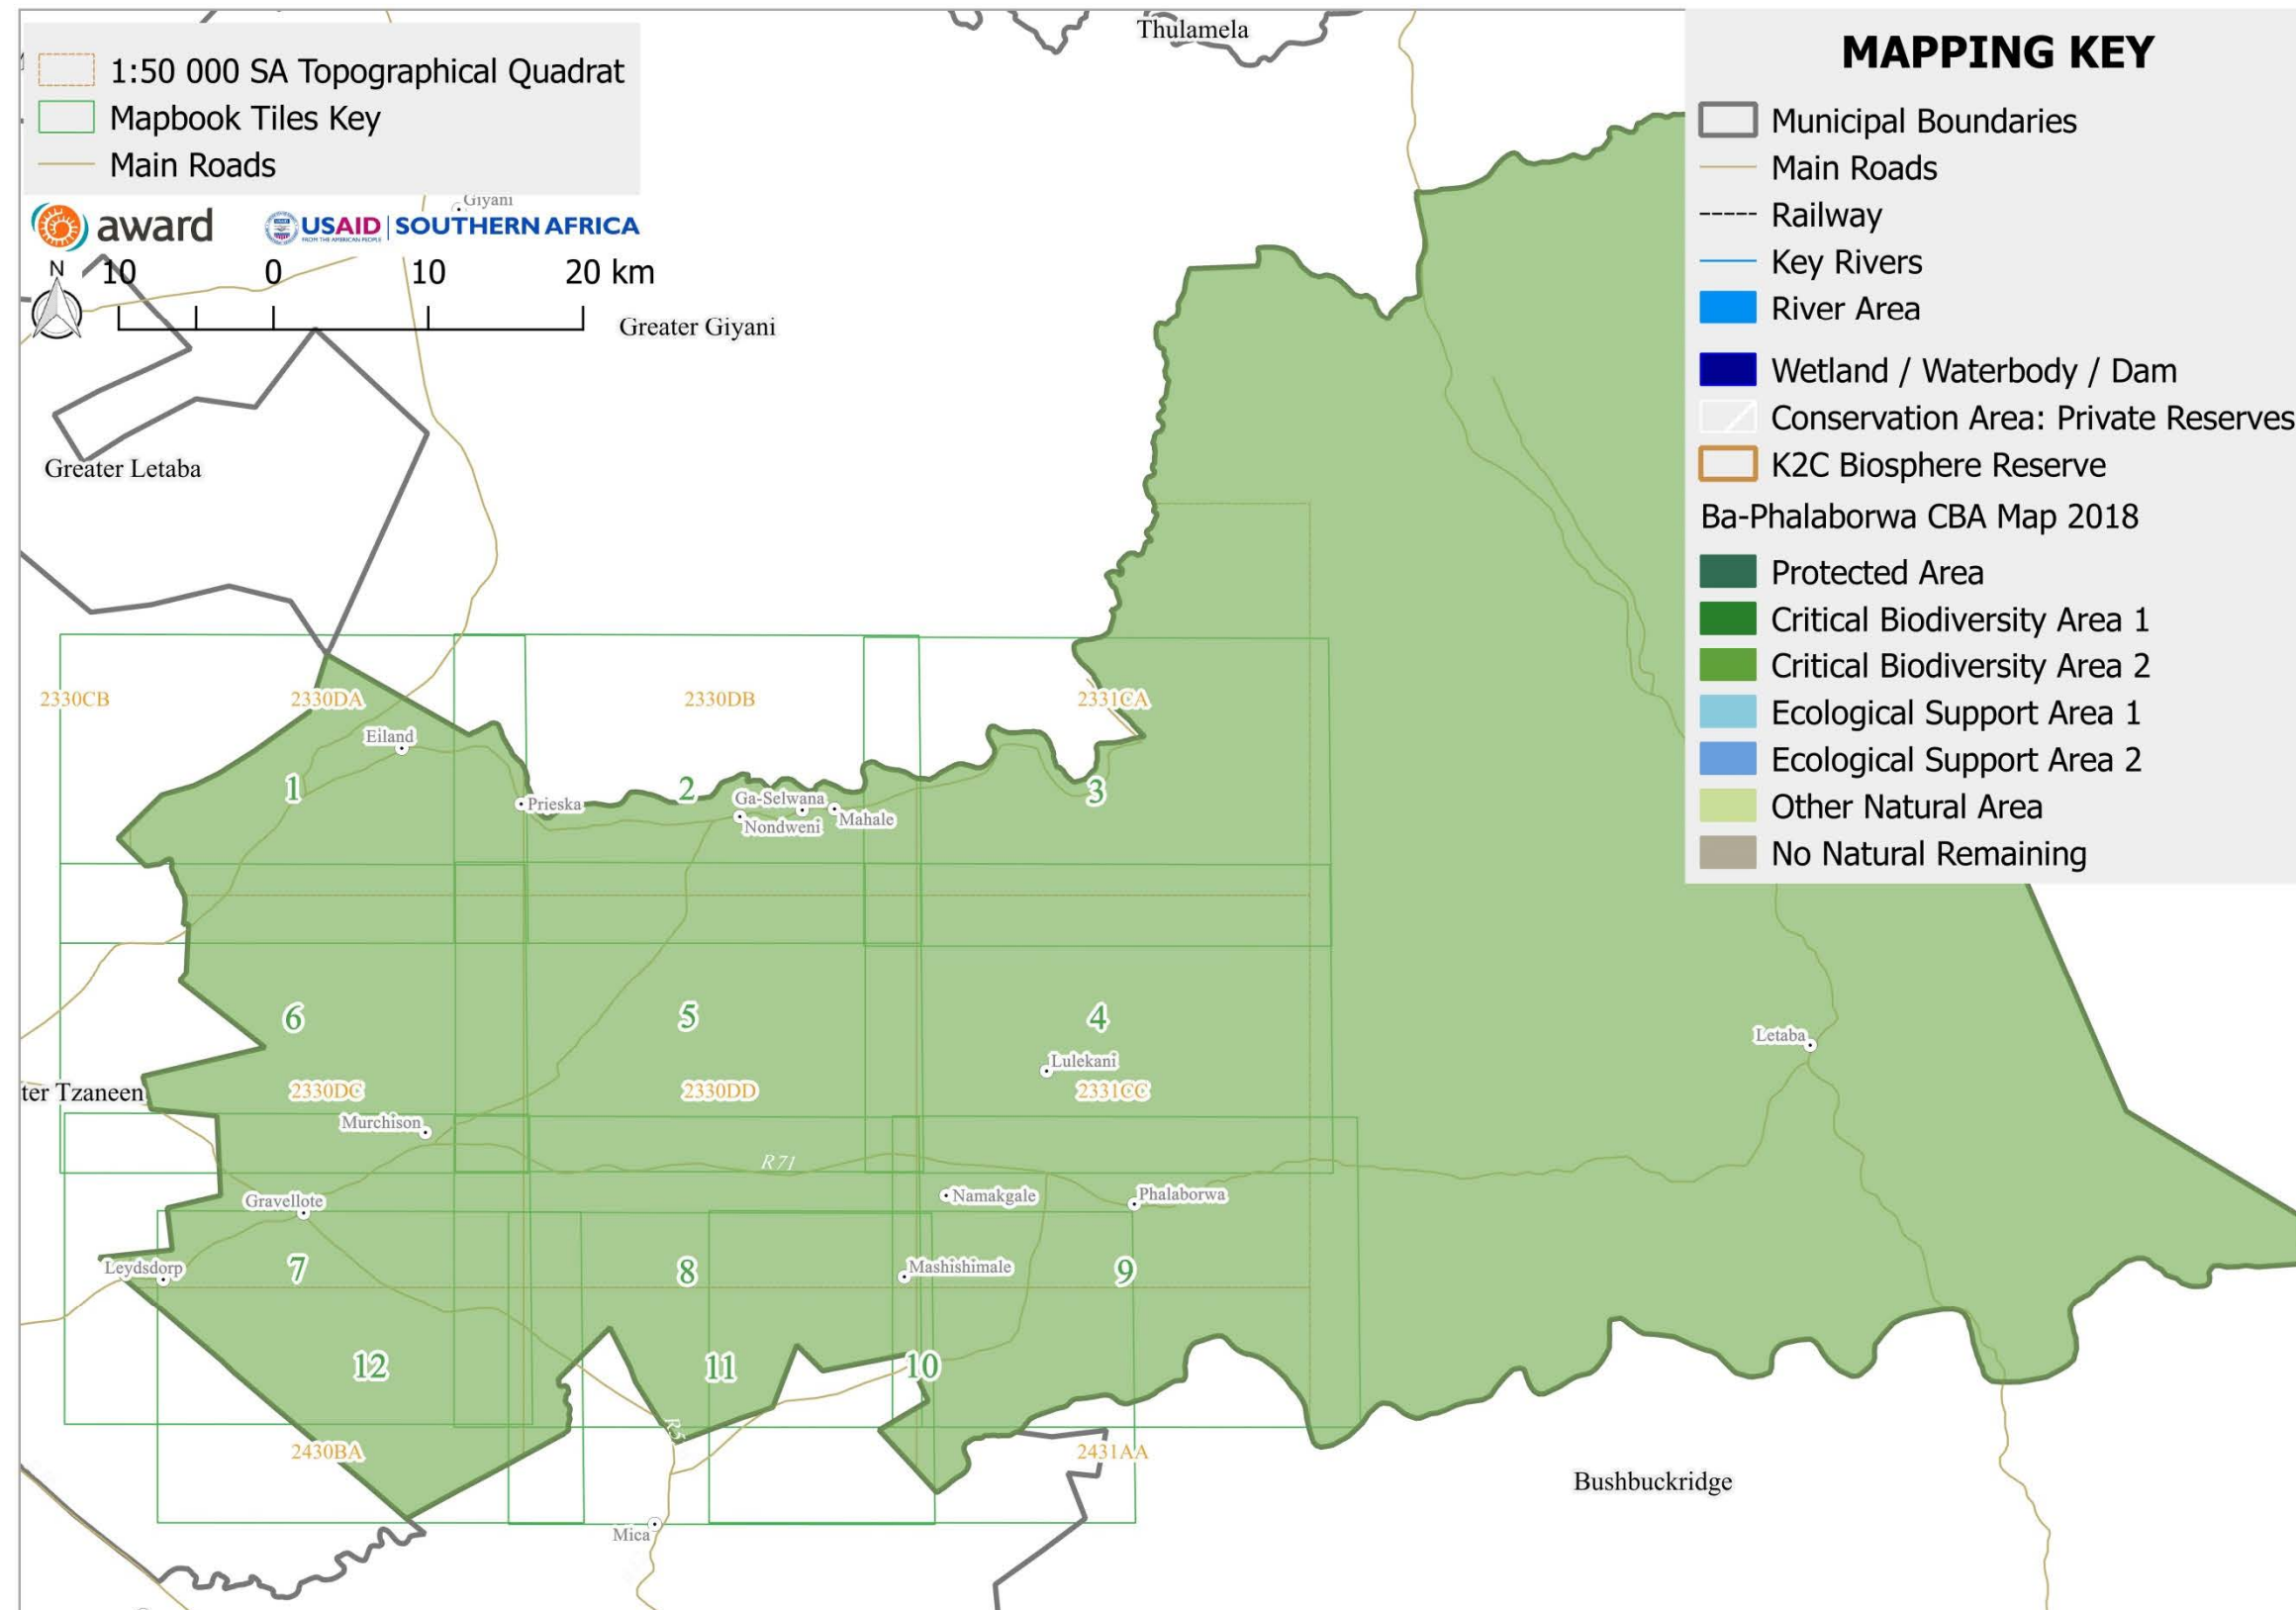 Thulamela
1:50 000 SA Topographical Quadrat
Mapbook Tiles Key
Main Roads
Giyani
award
USAID SOUTHERN AFRICA
FROM THE AMERICAN PEOPLE
N
10 0 10 20 km
Greater Giyani
Greater Letaba
MAPPING KEY
Municipal Boundaries
Main Roads
Railway
Key Rivers
River Area
Wetland / Waterbody / Dam
Conservation Area: Private Reserves
K2C Biosphere Reserve
Ba-Phalaborwa CBA Map 2018
Protected Area
Critical Biodiversity Area 1
Critical Biodiversity Area 2
Ecological Support Area 1
Ecological Support Area 2
Other Natural Area
No Natural Remaining
2330CB 2330DA 2330DB 2331CA
Eiland
1 2 3
Prieska
Ga-Selwana
Mahale
Nondweni
6 5 4
Letaba
Lulekani
ter Tzaneen 2330DC 2330DD 2331CC
Murchison
R71
Gravellote
Namakgale
Phalaborwa
Leydsdorp
7 8 9
Mashishimale
12 11 10
2430BA 2431AA
Bushbuckridge
Mica